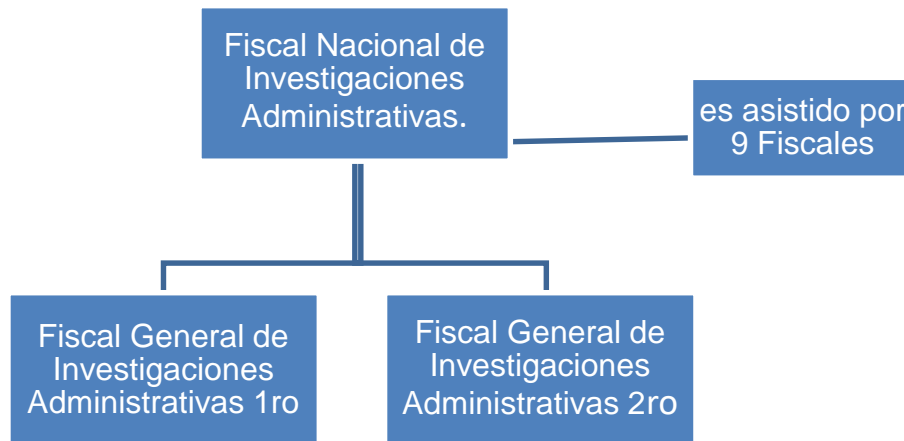 Fiscal Nacional de
Investigaciones
Administrativas.
es asistido por
9 Fiscales
Fiscal General de
Investigaciones
Administrativas 1ro
Fiscal General de
Investigaciones
Administrativas 2ro